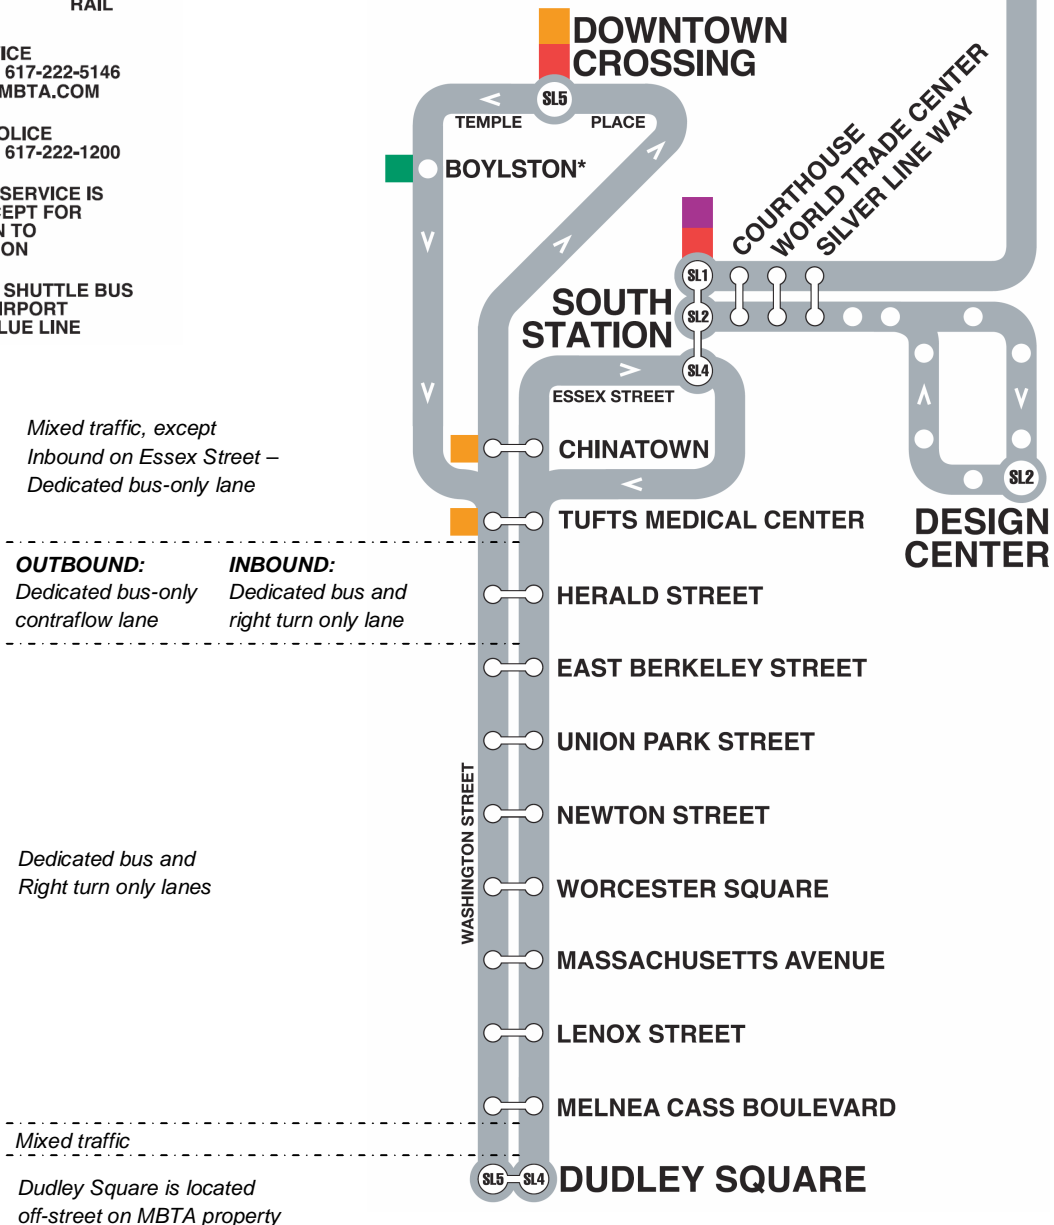 RAIL
VICE
617-222-5146
MBTA.COM
OLICE
617-222-1200
SERVICE IS
CEPT FOR
N TO
ON
SHUTTLE BUS
IRPORT
LUE LINE
DOWNTOWN
CROSSING
SL5
TEMPLE PLACE
BOYLSTON*
COURTHOUSE
WORLD TRADE CENTER
SILVER LINE WAY
SL1
SOUTH
STATION
SL2
SL4
ESSEX STREET
Mixed traffic, except
Inbound on Essex Street –
Dedicated bus-only lane
CHINATOWN
SL2
DESIGN
CENTER
TUFTS MEDICAL CENTER
OUTBOUND:
Dedicated bus-only
contraflow lane
INBOUND:
Dedicated bus and
right turn only lane
HERALD STREET
EAST BERKELEY STREET
UNION PARK STREET
WASHINGTON STREET
NEWTON STREET
Dedicated bus and
Right turn only lanes
WORCESTER SQUARE
MASSACHUSETTS AVENUE
LENOX STREET
MELNEA CASS BOULEVARD
Mixed traffic
SL5 SL4 DUDLEY SQUARE
Dudley Square is located
off-street on MBTA property